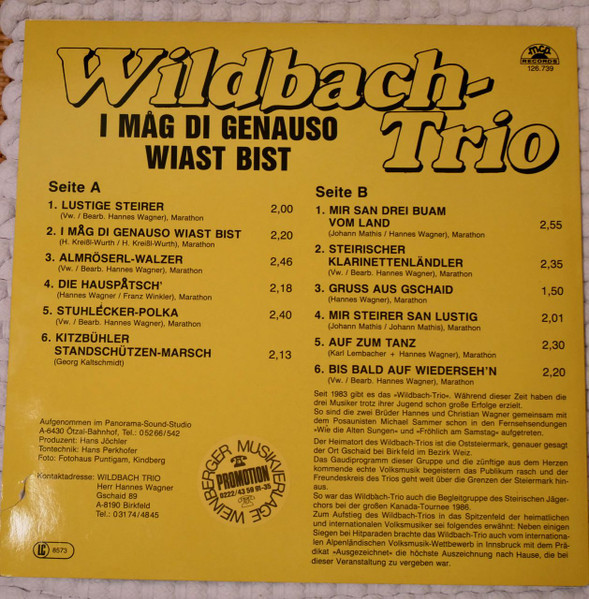 Wildbach-
Trio
mca
RECORDS
126.739
I MÅG DI GENAUSO
WIAST BIST
Seite A
1. LUSTIGE STEIRER 2,00
(Vw. / Bearb. Hannes Wagner), Marathon
2. I MÅG DI GENAUSO WIAST BIST 2,20
(H. Kreißl-Wurth / H. Kreißl-Wurth), Marathon
3. ALMRÖSERL-WALZER 2,46
(Vw. / Bearb. Hannes Wagner), Marathon
4. DIE HAUSPÅTSCH' 2,18
(Hannes Wagner / Franz Winkler), Marathon
5. STUHLÉCKER-POLKA 2,40
(Vw. / Bearb. Hannes Wagner), Marathon
6. KITZBÜHLER
STANDSCHÜTZEN-MARSCH 2,13
(Georg Kaltschmidt)
Aufgenommen im Panorama-Sound-Studio
A-6430 Ötzal-Bahnhof, Tel.: 05266/542
Produzent: Hans Jöchler
Tontechnik: Hans Perkhofer
Foto: Fotohaus Puntigam, Kindberg
Kontaktadresse: WILDBACH TRIO
Herr Hannes Wagner
Gschaid 89
A-8190 Birkfeld
Tel.: 03174/4845
LC 8573
WEINBERGER MUSIKVERLAGE
PROMOTION
0222/43 59 91-33
Seite B
1. MIR SAN DREI BUAM
VOM LAND 2,55
(Johann Mathis / Hannes Wagner), Marathon
2. STEIRISCHER
KLARINETTENLÄNDLER 2,35
(Vw. / Bearb. Hannes Wagner), Marathon
3. GRUSS AUS GSCHAID 1,50
(Hannes Wagner), Marathon
4. MIR STEIRER SAN LUSTIG 2,01
(Johann Mathis / Johann Mathis), Marathon
5. AUF ZUM TANZ 2,30
(Karl Lembacher + Hannes Wagner), Marathon
6. BIS BALD AUF WIEDERSEH'N 2,20
(Vw. / Bearb. Hannes Wagner), Marathon
Seit 1983 gibt es das »Wildbach-Trio«. Während dieser Zeit haben die
drei Musiker trotz ihrer Jugend schon große Erfolge erzielt.
So sind die zwei Brüder Hannes und Christian Wagner gemeinsam mit
dem Posaunisten Michael Sammer schon in den Fernsehsendungen
»Wie die Alten Sungen« und »Fröhlich am Samstag« aufgetreten.
Der Heimatort des Wildbach-Trios ist die Oststeiermark, genauer gesagt
der Ort Gschaid bei Birkfeld im Bezirk Weiz.
Das Gaudiprogramm dieser Gruppe und die zünftige aus dem Herzen
kommende echte Volksmusik begeistern das Publikum rasch und der
Freundeskreis des Trios geht weit über die Grenzen der Steiermark hin-
aus.
So war das Wildbach-Trio auch die Begleitgruppe des Steirischen Jäger-
chors bei der großen Kanada-Tournee 1986.
Zum Aufstieg des Wildbach-Trios in das Spitzenfeld der heimatlichen
und internationalen Volksmusiker sei folgendes erwähnt: Neben einigen
Siegen bei Hitparaden brachte das Wildbach-Trio auch vom internatio-
nalen Alpenländischen Volksmusik-Wettbewerb in Innsbruck mit dem Prä-
dikat »Ausgezeichnet« die höchste Auszeichnung nach Hause, die bei
dieser Veranstaltung zu vergeben war.